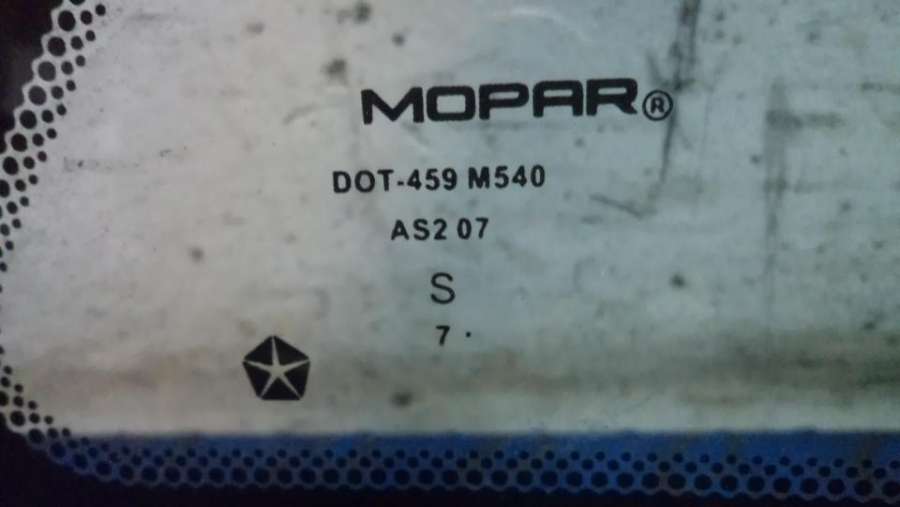 MOPAR®
DOT-459 M540
AS2 07
S
7 .